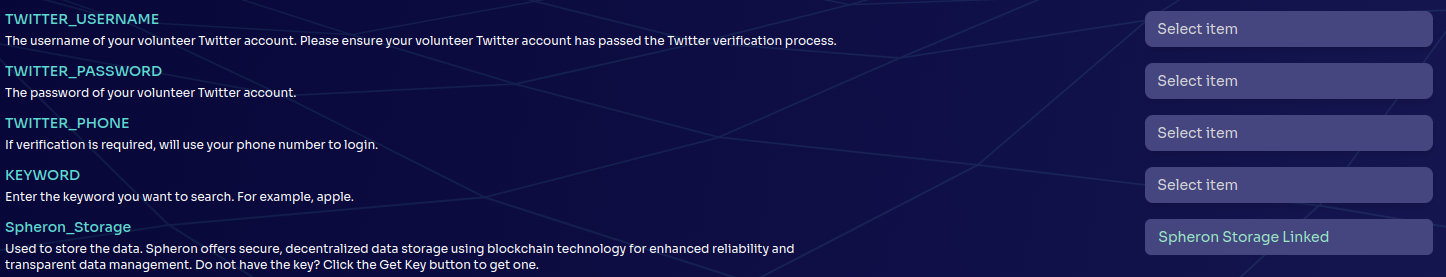 TWITTER_USERNAME
The username of your volunteer Twitter account. Please ensure your volunteer Twitter account has passed the Twitter verification process.
Select item
TWITTER_PASSWORD
The password of your volunteer Twitter account.
Select item
TWITTER_PHONE
If verification is required, will use your phone number to login.
Select item
KEYWORD
Enter the keyword you want to search. For example, apple.
Select item
Spheron_Storage
Used to store the data. Spheron offers secure, decentralized data storage using blockchain technology for enhanced reliability and
transparent data management. Do not have the key? Click the Get Key button to get one.
Spheron Storage Linked